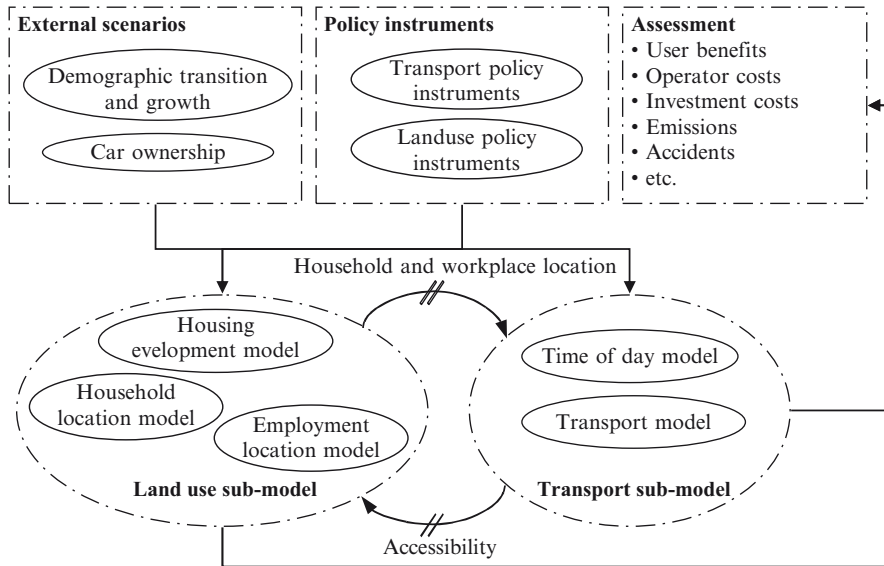 External scenarios
Demographic transition
and growth
Car ownership
Policy instruments
Transport policy
instruments
Landuse policy
instruments
Assessment
• User benefits
• Operator costs
• Investment costs
• Emissions
• Accidents
• etc.
Household and workplace location
Housing
evelopment model
Household
location model
Employment
location model
Land use sub-model
Time of day model
Transport model
Transport sub-model
Accessibility